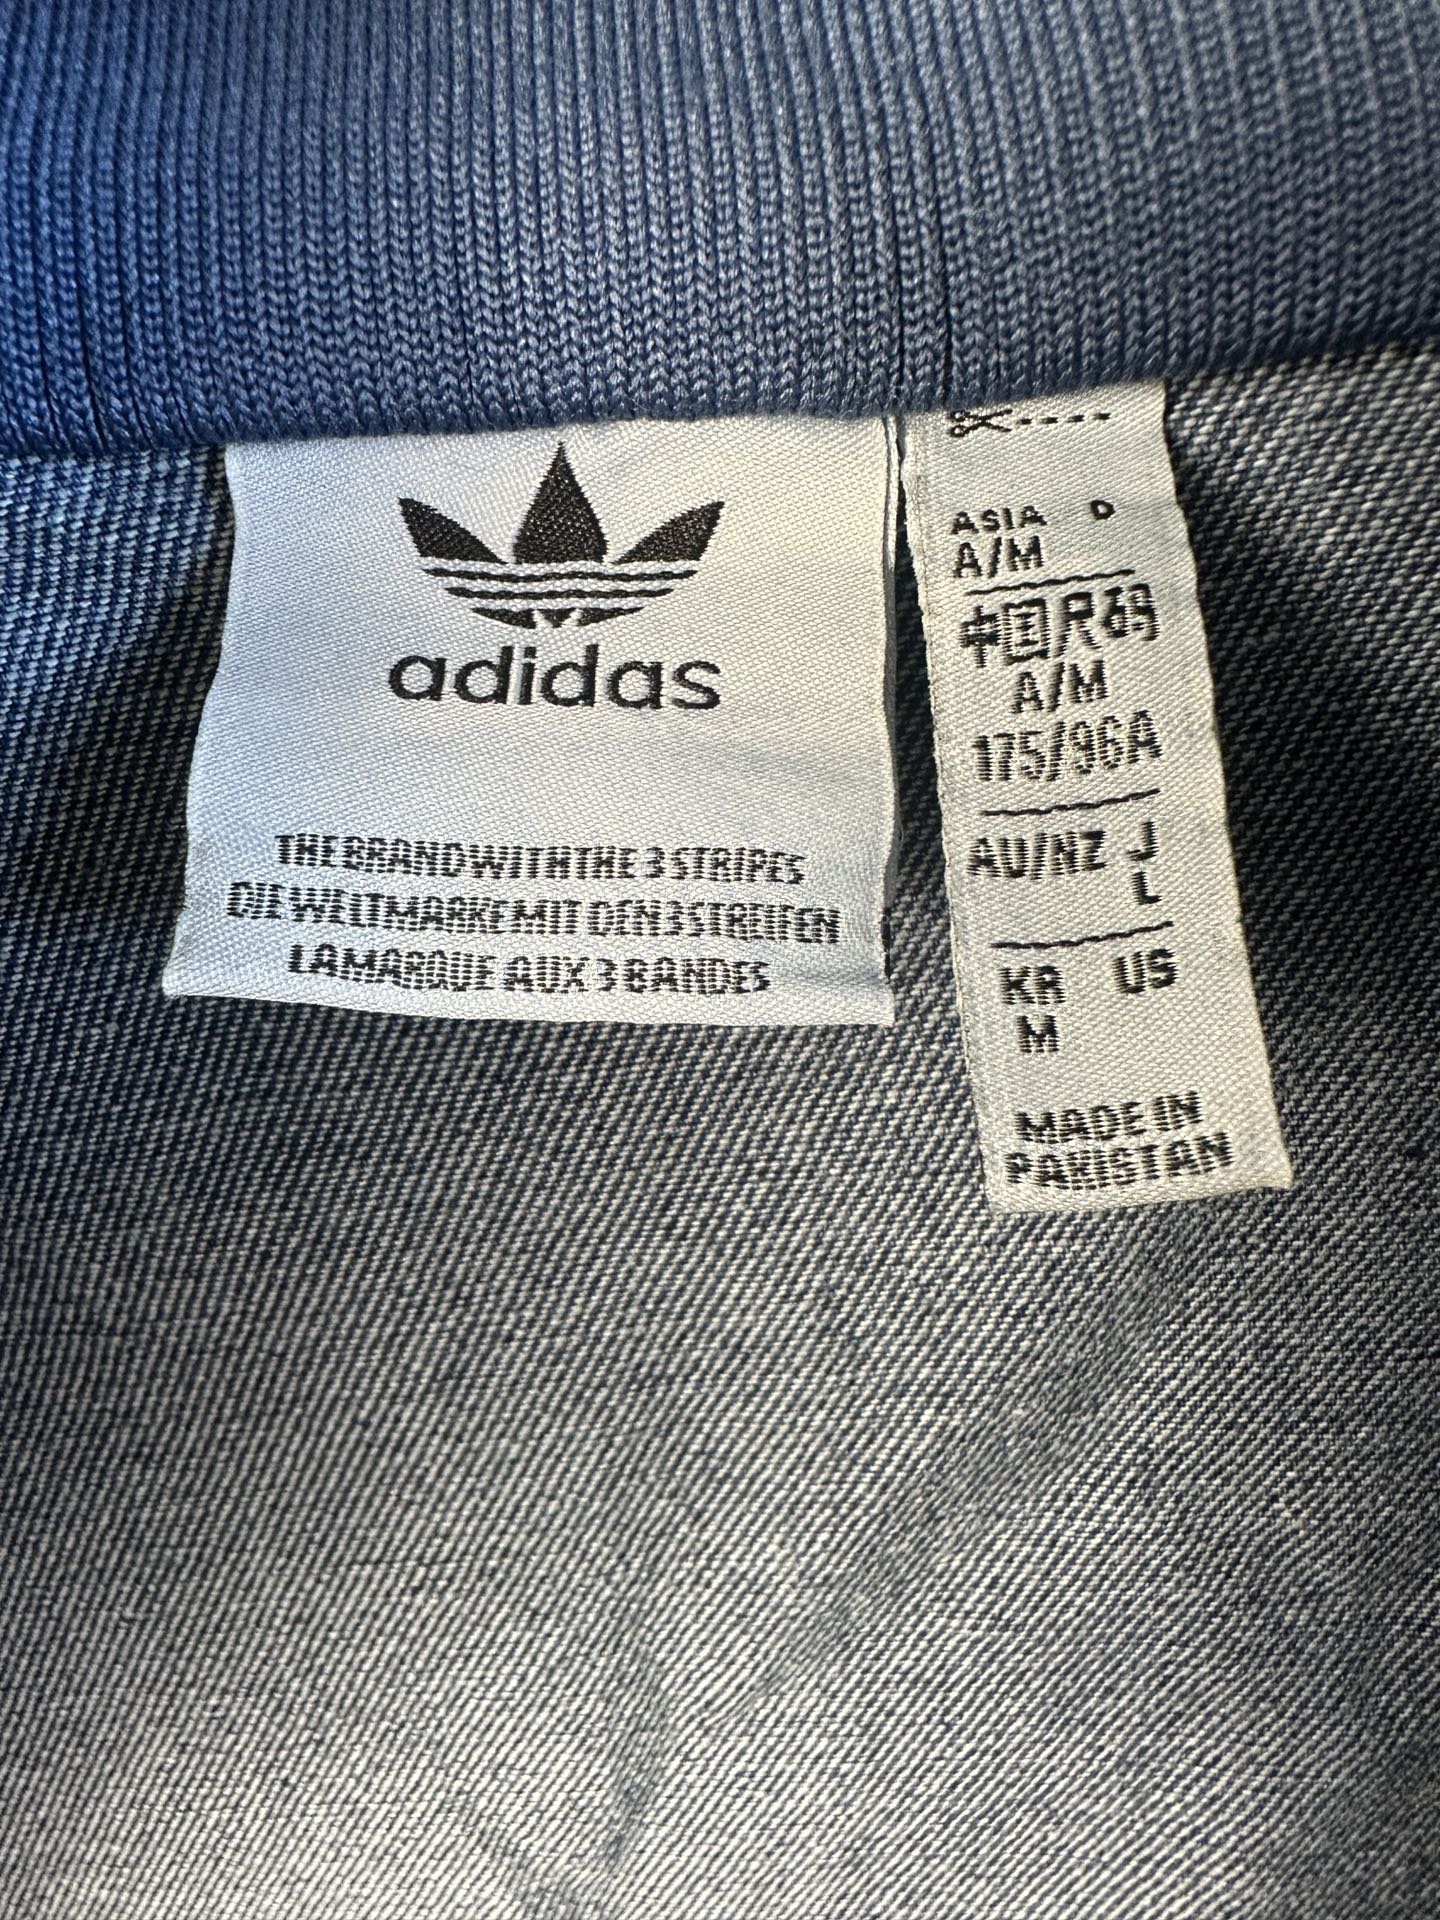 adidas
THE BRAND WITH THE 3 STRIPES
DIE WELTMARKE MIT DEN 3 STREIFEN
LA MARQUE AUX 3 BANDES
ASIA D
A/M
中国尺码
A/M
175/96A
AU/NZ J
L
KR US
M
MADE IN
PAKISTAN